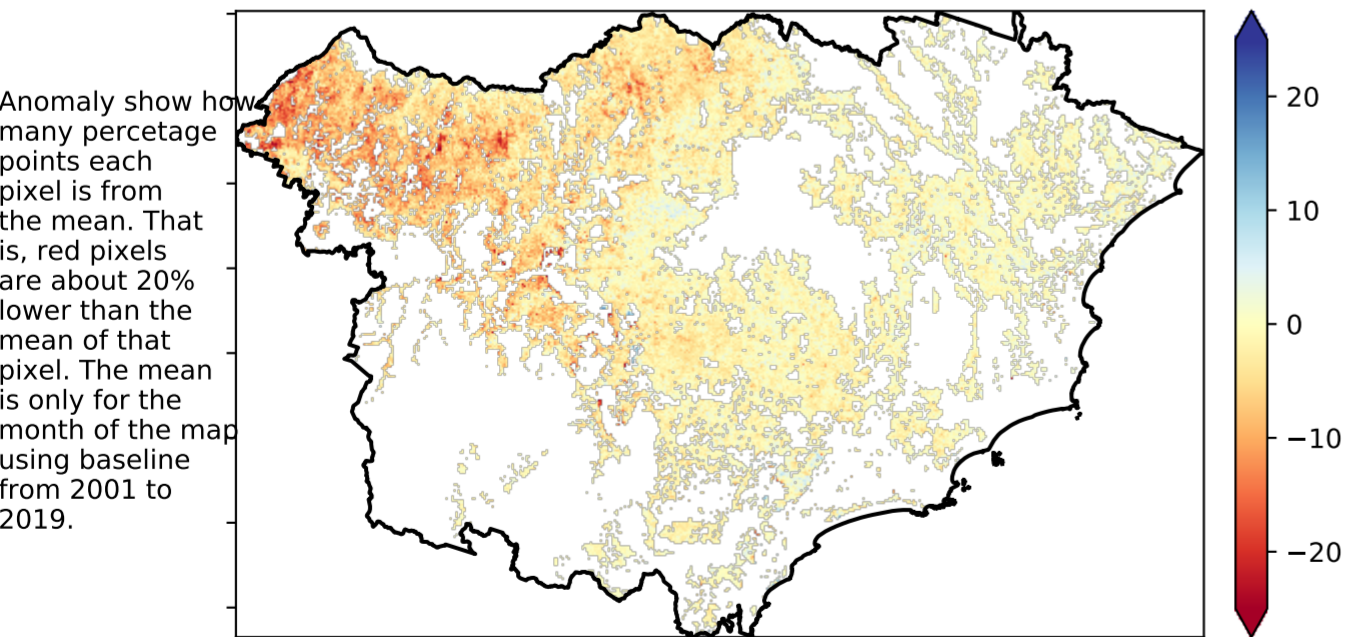 Anomaly show how
many percetage
points each
pixel is from
the mean. That
is, red pixels
are about 20%
lower than the
mean of that
pixel. The mean
is only for the
month of the map
using baseline
from 2001 to
2019.
20
10
0
−10
−20